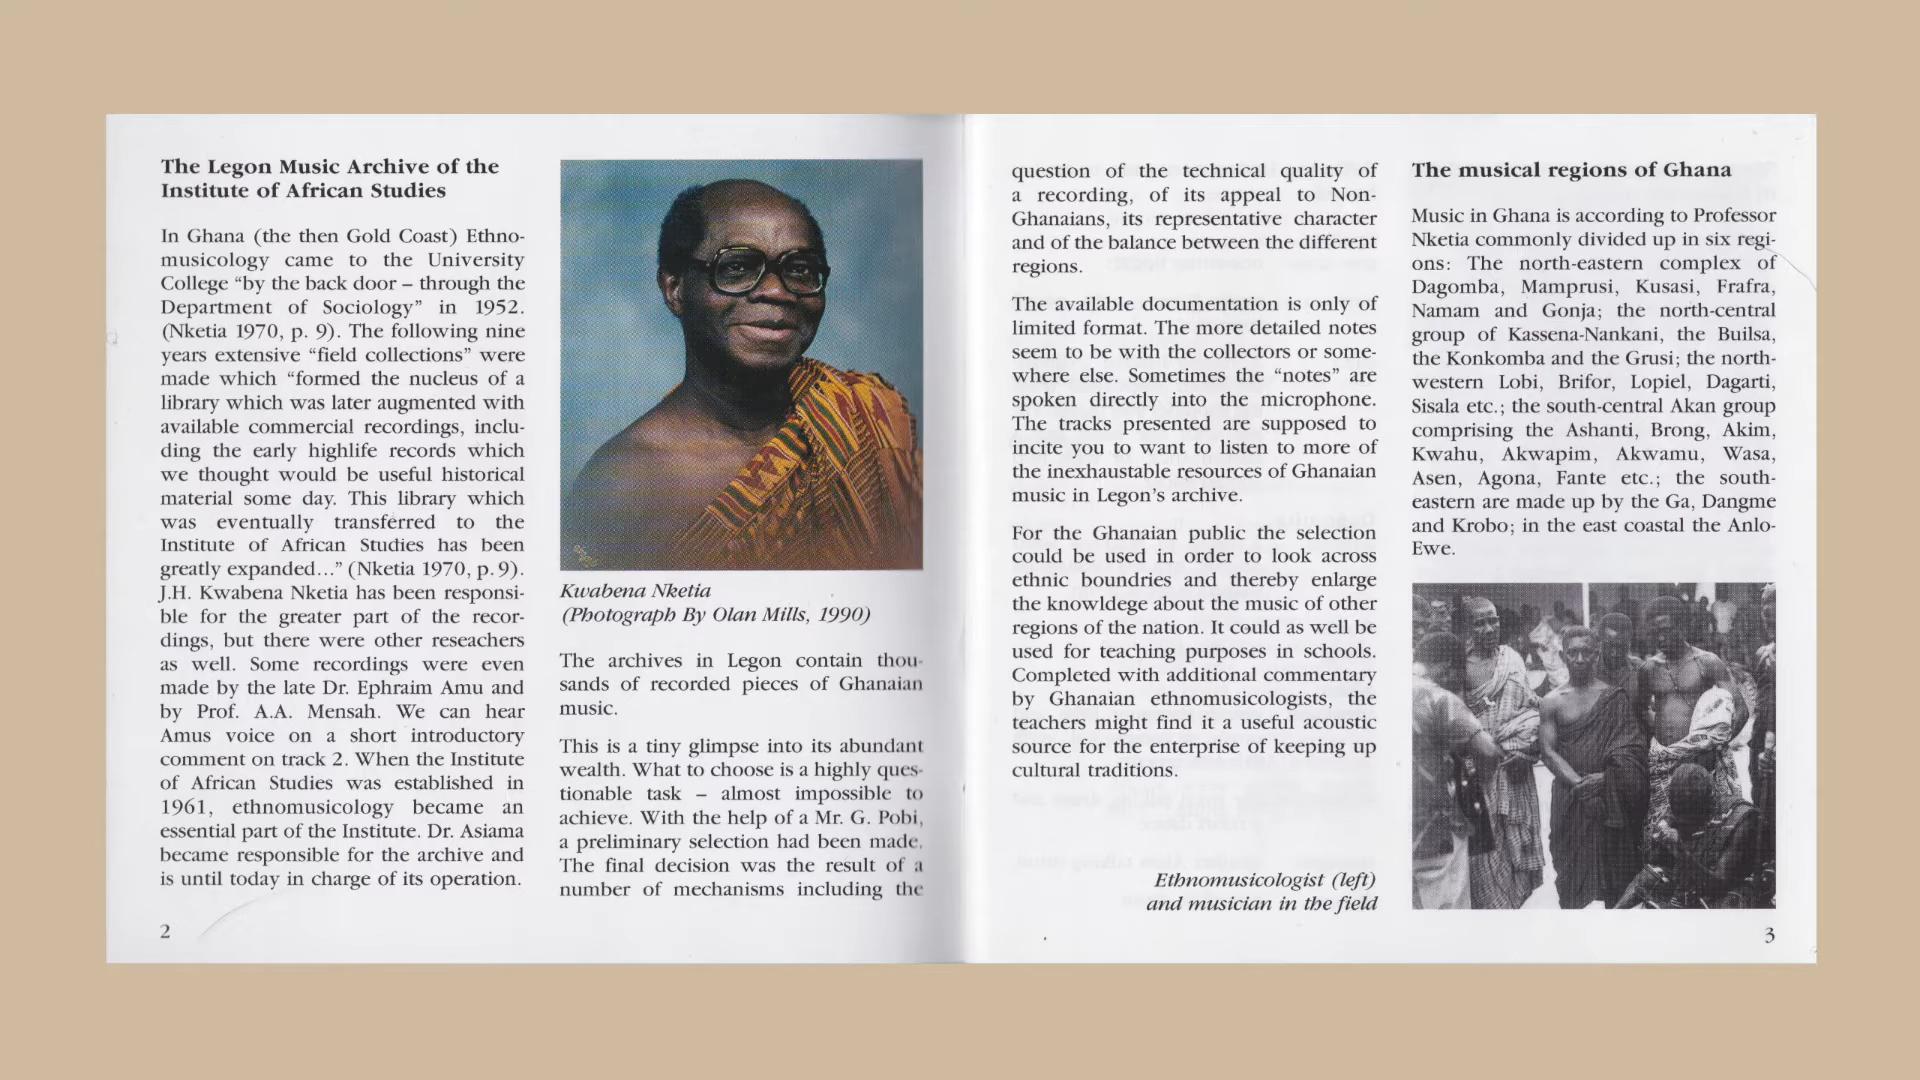 The Legon Music Archive of the
Institute of African Studies
In Ghana (the then Gold Coast) Ethno-
musicology came to the University
College “by the back door – through the
Department of Sociology” in 1952.
(Nketia 1970, p. 9). The following nine
years extensive “field collections” were
made which “formed the nucleus of a
library which was later augmented with
available commercial recordings, inclu-
ding the early highlife records which
we thought would be useful historical
material some day. This library which
was eventually transferred to the
Institute of African Studies has been
greatly expanded...” (Nketia 1970, p. 9).
J.H. Kwabena Nketia has been responsi-
ble for the greater part of the recor-
dings, but there were other reseachers
as well. Some recordings were even
made by the late Dr. Ephraim Amu and
by Prof. A.A. Mensah. We can hear
Amus voice on a short introductory
comment on track 2. When the Institute
of African Studies was established in
1961, ethnomusicology became an
essential part of the Institute. Dr. Asiama
became responsible for the archive and
is until today in charge of its operation.
2
Kwabena Nketia
(Photograph By Olan Mills, 1990)
The archives in Legon contain thou-
sands of recorded pieces of Ghanaian
music.
This is a tiny glimpse into its abundant
wealth. What to choose is a highly ques-
tionable task – almost impossible to
achieve. With the help of a Mr. G. Pobi,
a preliminary selection had been made.
The final decision was the result of a
number of mechanisms including the
question of the technical quality of
a recording, of its appeal to Non-
Ghanaians, its representative character
and of the balance between the different
regions.
The available documentation is only of
limited format. The more detailed notes
seem to be with the collectors or some-
where else. Sometimes the “notes” are
spoken directly into the microphone.
The tracks presented are supposed to
incite you to want to listen to more of
the inexhaustable resources of Ghanaian
music in Legon’s archive.
For the Ghanaian public the selection
could be used in order to look across
ethnic boundries and thereby enlarge
the knowldege about the music of other
regions of the nation. It could as well be
used for teaching purposes in schools.
Completed with additional commentary
by Ghanaian ethnomusicologists, the
teachers might find it a useful acoustic
source for the enterprise of keeping up
cultural traditions.
Ethnomusicologist (left)
and musician in the field
The musical regions of Ghana
Music in Ghana is according to Professor
Nketia commonly divided up in six regi-
ons: The north-eastern complex of
Dagomba, Mamprusi, Kusasi, Frafra,
Namam and Gonja; the north-central
group of Kassena-Nankani, the Builsa,
the Konkomba and the Grusi; the north-
western Lobi, Brifor, Lopiel, Dagarti,
Sisala etc.; the south-central Akan group
comprising the Ashanti, Brong, Akim,
Kwahu, Akwapim, Akwamu, Wasa,
Asen, Agona, Fante etc.; the south-
eastern are made up by the Ga, Dangme
and Krobo; in the east coastal the Anlo-
Ewe.
3